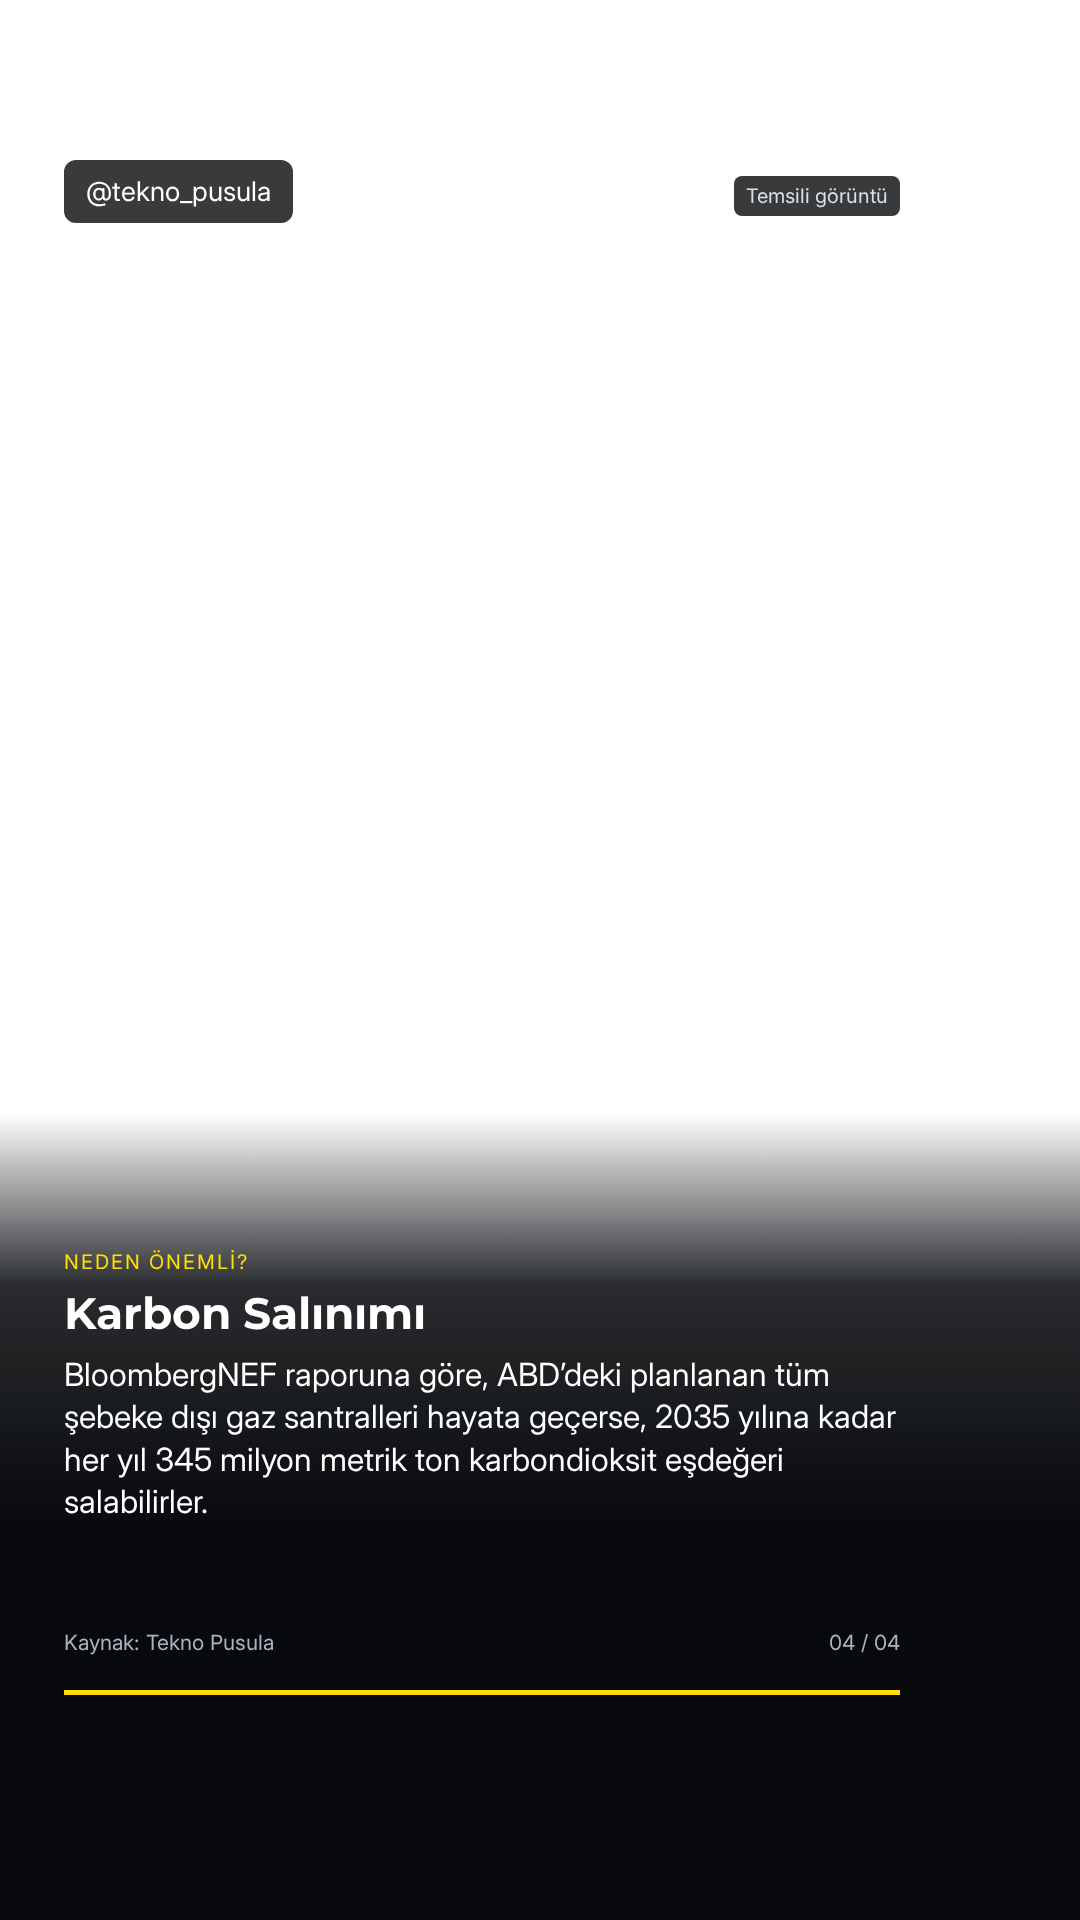 @tekno_pusula
Temsili görüntü
NEDEN ÖNEMLİ?
Karbon Salınımı
BloombergNEF raporuna göre, ABD’deki planlanan tüm
şebeke dışı gaz santralleri hayata geçerse, 2035 yılına kadar
her yıl 345 milyon metrik ton karbondioksit eşdeğeri
salabilirler.
Kaynak: Tekno Pusula
04 / 04